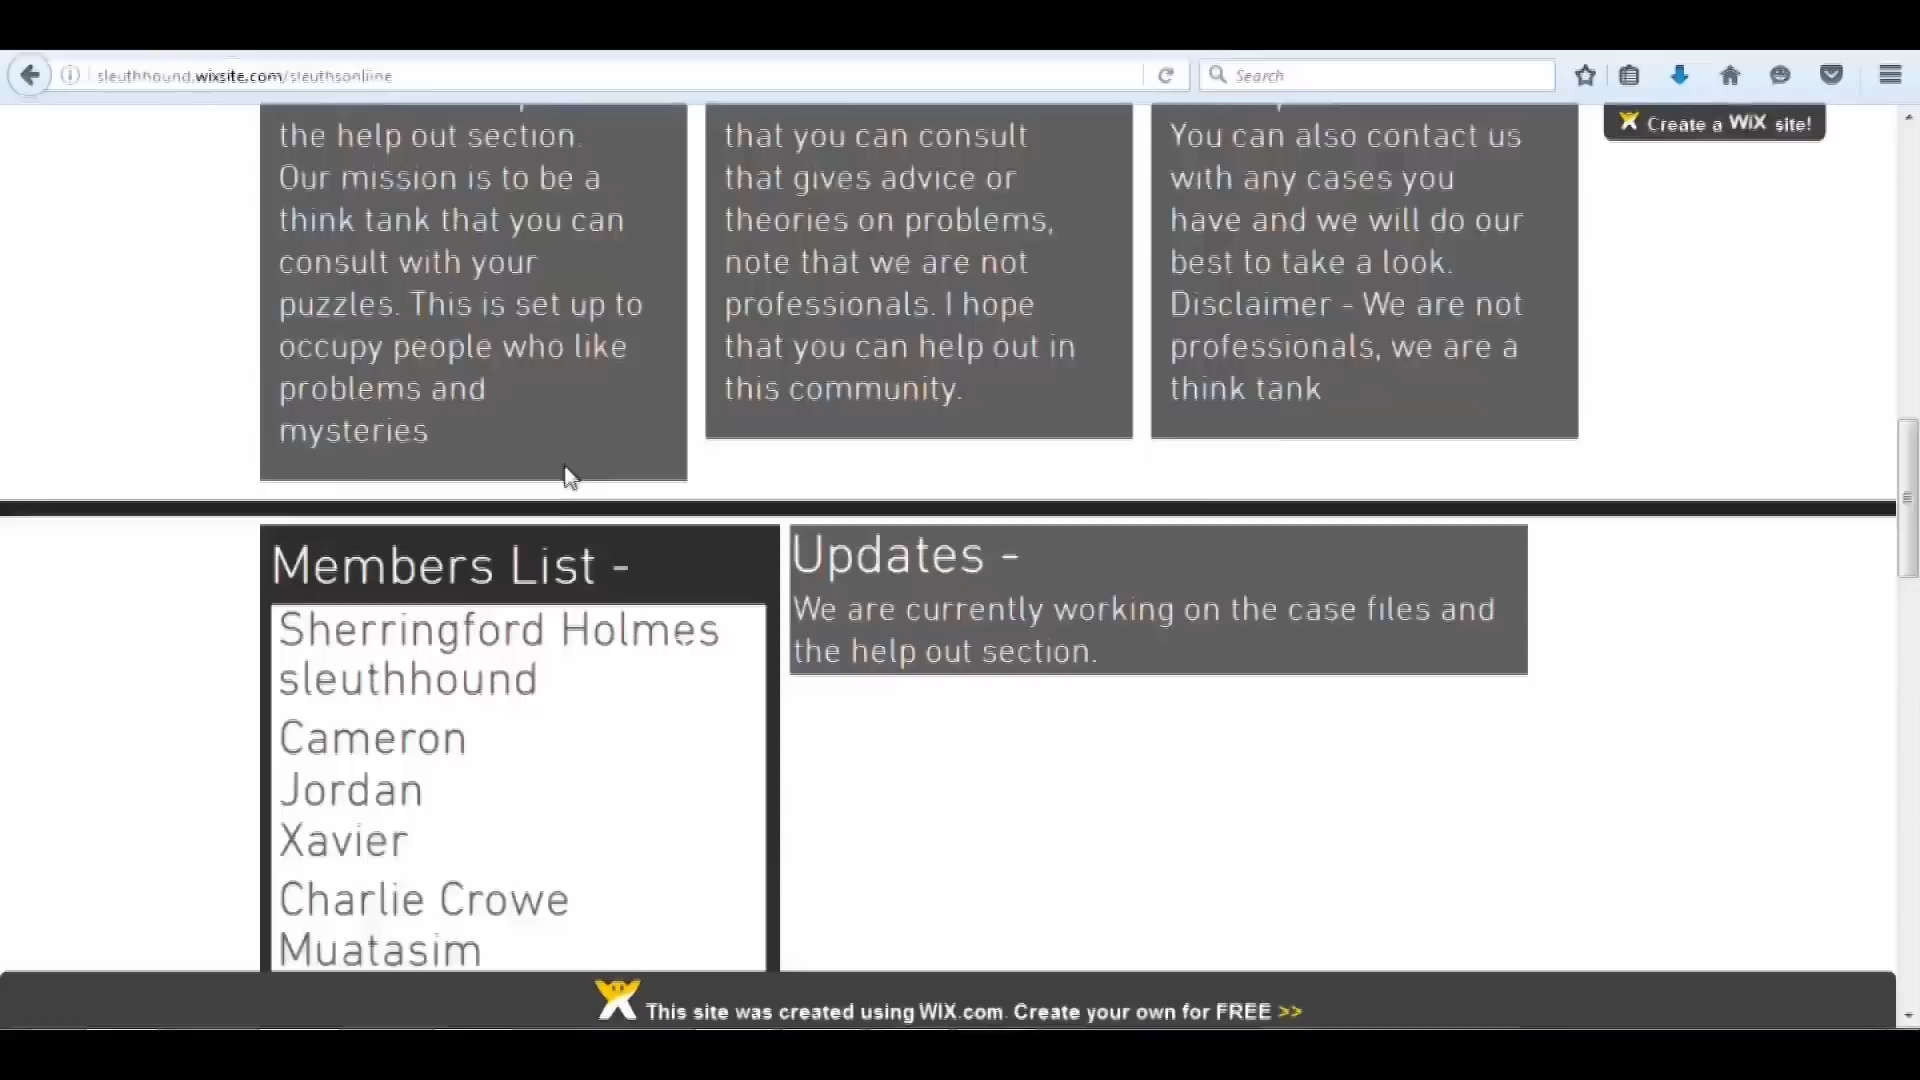 sleuthhound.wixsite.com/sleuthsonline
Search
Create a WiX site!
the help out section.
Our mission is to be a
think tank that you can
consult with your
puzzles. This is set up to
occupy people who like
problems and
mysteries
that you can consult
that gives advice or
theories on problems,
note that we are not
professionals. I hope
that you can help out in
this community.
You can also contact us
with any cases you
have and we will do our
best to take a look.
Disclaimer - We are not
professionals, we are a
think tank
Members List -
Sherringford Holmes
sleuthhound
Cameron
Jordan
Xavier
Charlie Crowe
Muatasim
Updates -
We are currently working on the case files and
the help out section.
This site was created using WIX.com. Create your own for FREE >>